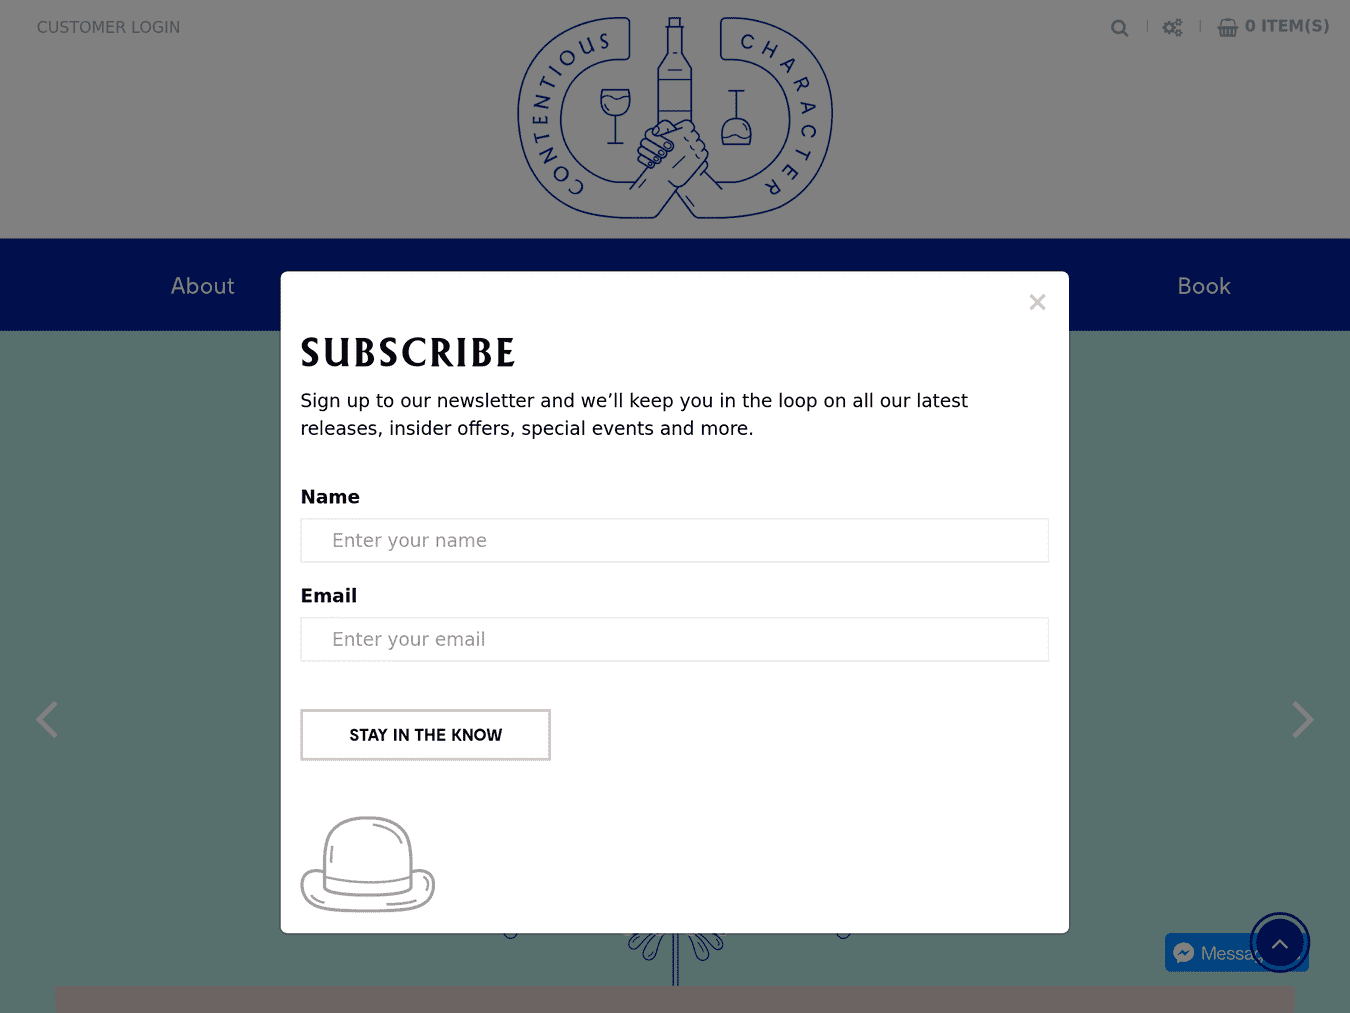 CUSTOMER LOGIN
CONTENTIOUS CHARACTER
0 ITEM(S)
About
Book
×
SUBSCRIBE
Sign up to our newsletter and we’ll keep you in the loop on all our latest
releases, insider offers, special events and more.
Name
Enter your name
Email
Enter your email
STAY IN THE KNOW